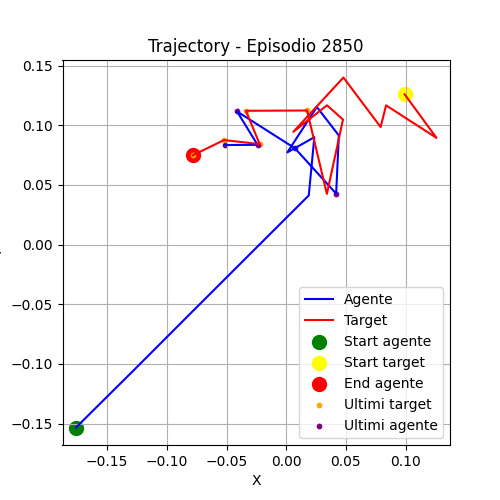 Trajectory - Episodio 2850
0.15
0.10
0.05
0.00
−0.05
−0.10
−0.15
−0.15
−0.10
−0.05
0.00
0.05
0.10
X
Agente
Target
Start agente
Start target
End agente
Ultimi target
Ultimi agente